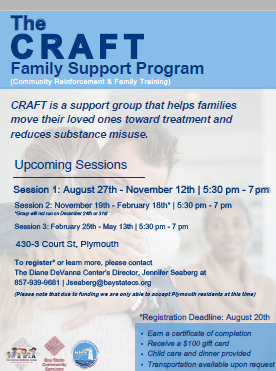 The
CRAFT
Family Support Program
(Community Reinforcement & Family Training)
CRAFT is a support group that helps families
move their loved ones toward treatment and
reduces substance misuse.
Upcoming Sessions
Session 1: August 27th - November 12th | 5:30 pm - 7 pm
Session 2: November 19th - February 18th* | 5:30 pm - 7 pm
*Group will not run on December 24th or 31st
Session 3: February 25th - May 13th | 5:30 pm - 7 pm
430-3 Court St, Plymouth
To register* or learn more, please contact
The Diane DeVanna Center's Director, Jennifer Seaberg at
857-939-9681 | Jseaberg@baystatecs.org
(Please note that due to funding we are only able to accept Plymouth residents at this time)
*Registration Deadline: August 20th
• Earn a certificate of completion
• Receive a $100 gift card
• Child care and dinner provided
• Transportation available upon request
Bay State
Community
Services